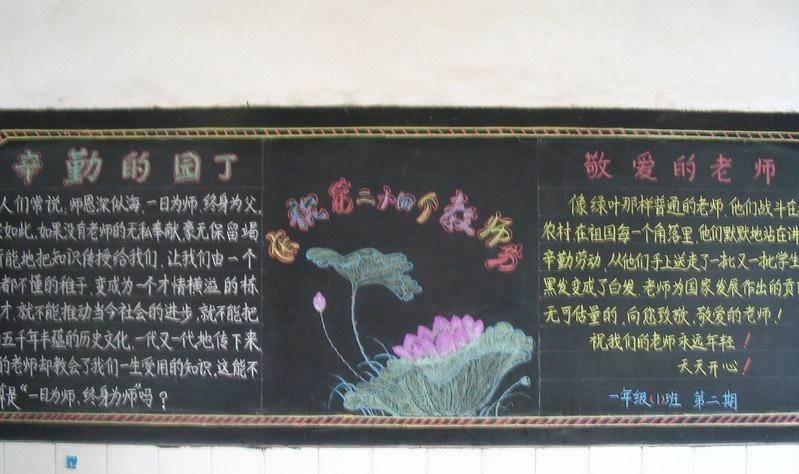 辛勤的园丁
人们常说,师恩深似海,一日为师,终身为父
如此,如果没有老师的无私奉献毫无保留竭
所能地把知识传授给我们,让我们由一个
都不懂的稚子,变成为一个才情横溢的栋
才,就不能推动当今社会的进步,就不能把
五千年丰蕴的历史文化,一代又一代地传下来
的老师却教会了我们一生受用的知识,这能不
算是“一日为师,终身为师”吗?
祝第二十四个教师节
敬爱的老师
像绿叶那样普通的老师,他们战斗在
农村在祖国每一个角落里,他们默默地站在讲
辛勤劳动,从他们手上送走了一批又一批学生
黑发变成了白发,老师为国家发展作出的贡
无可估量的,向您致敬,敬爱的老师!
祝我们的老师永远年轻!
天天开心!
一年级(1)班 第二期